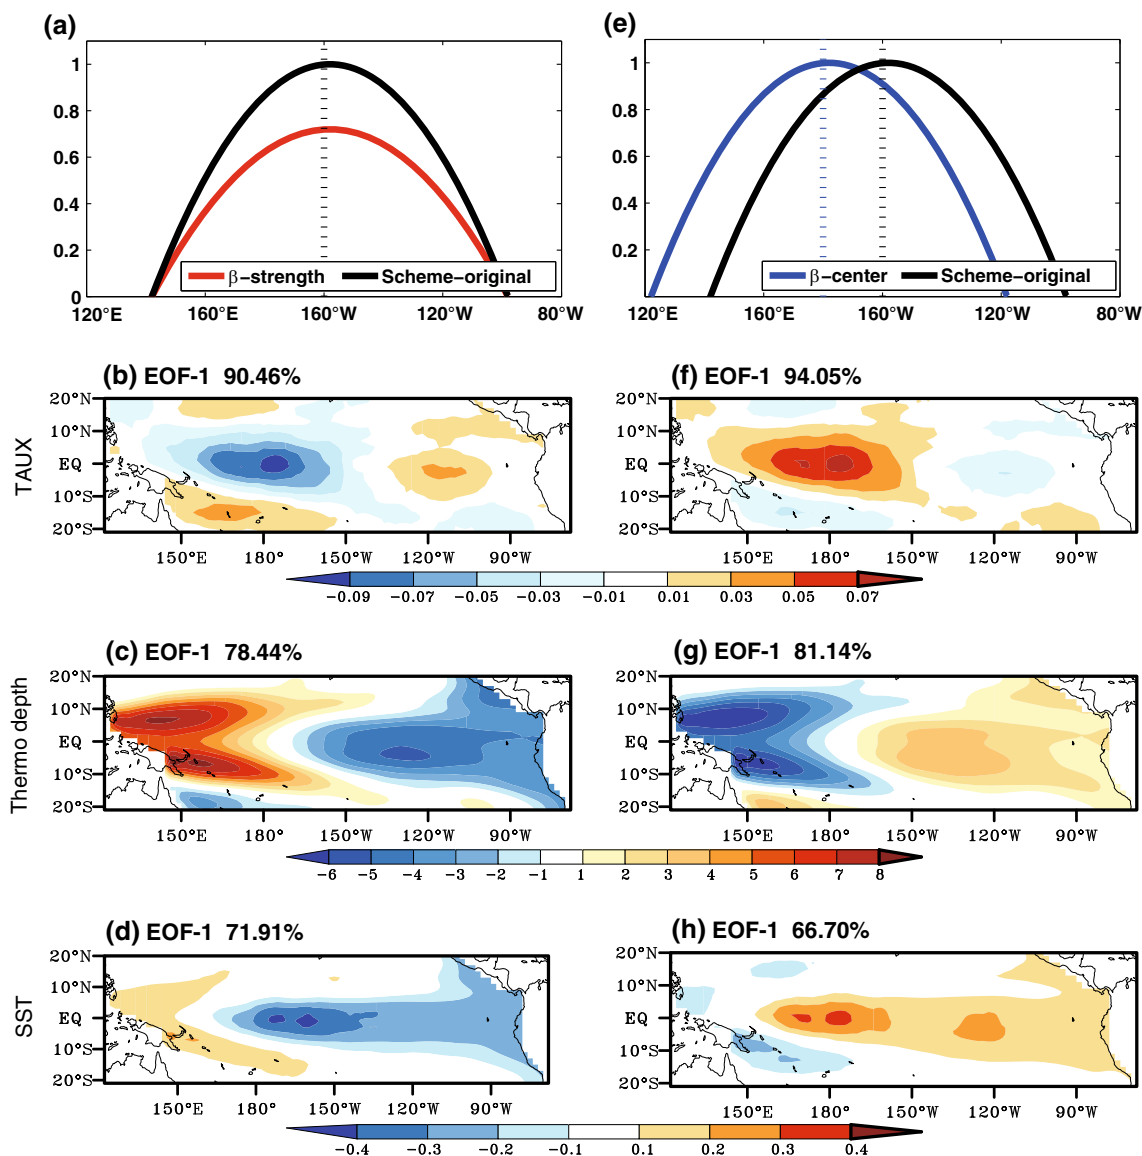 (a)
1
0.8
0.6
0.4
0.2
0
β−strength
Scheme−original
120°E
160°E
160°W
120°W
80°W
(e)
1
0.8
0.6
0.4
0.2
β−center
Scheme−original
120°E
160°E
160°W
120°W
80°W
(b) EOF-1 90.46%
TAUX
20°N
10°N
EQ
10°S
20°S
150°E
180°
150°W
120°W
90°W
(f) EOF-1 94.05%
20°N
10°N
EQ
10°S
20°S
150°E
180°
150°W
120°W
90°W
−0.09 −0.07 −0.05 −0.03 −0.01 0.01 0.03 0.05 0.07
(c) EOF-1 78.44%
Thermo depth
20°N
10°N
EQ
10°S
20°S
150°E
180°
150°W
120°W
90°W
(g) EOF-1 81.14%
20°N
10°N
EQ
10°S
20°S
150°E
180°
150°W
120°W
90°W
−6 −5 −4 −3 −2 −1 1 2 3 4 5 6 7 8
(d) EOF-1 71.91%
SST
20°N
10°N
EQ
10°S
20°S
150°E
180°
150°W
120°W
90°W
(h) EOF-1 66.70%
20°N
10°N
EQ
10°S
20°S
150°E
180°
150°W
120°W
90°W
−0.4 −0.3 −0.2 −0.1 0.1 0.2 0.3 0.4